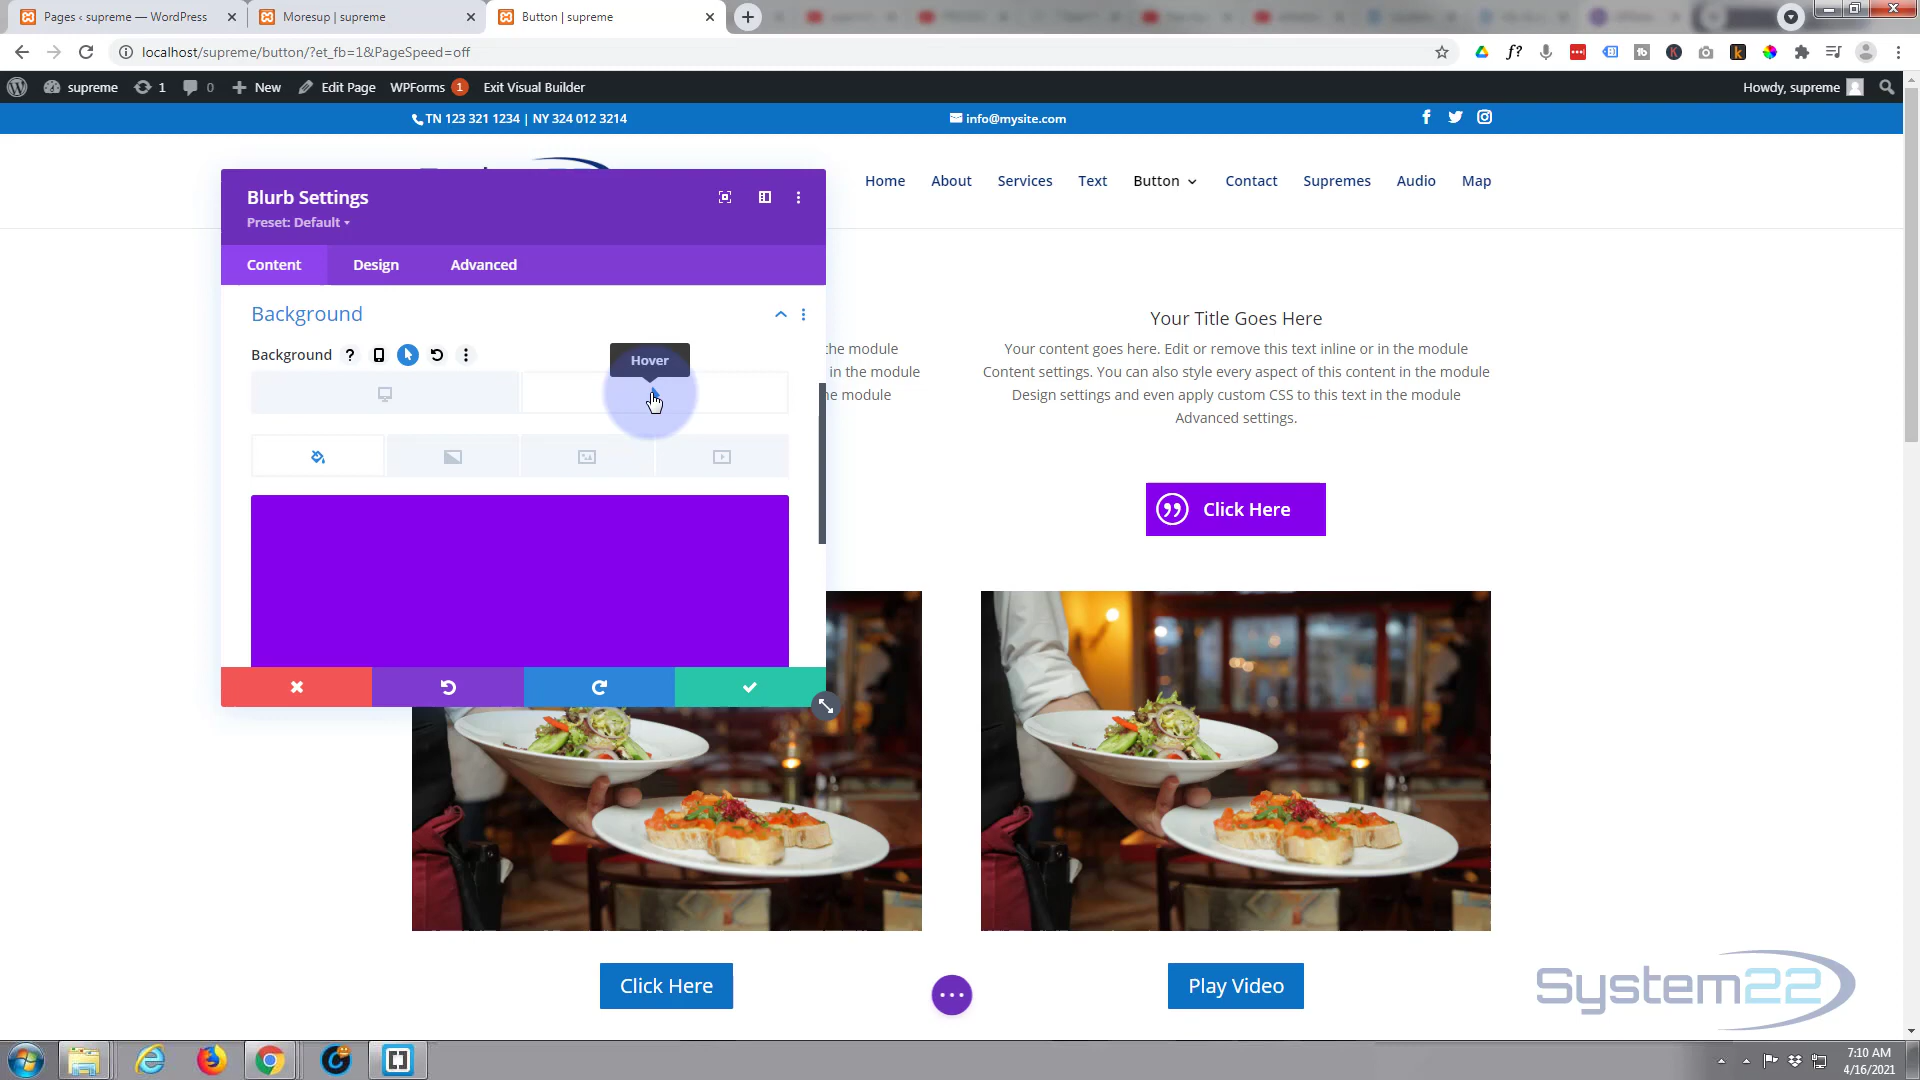 Pages ‹ supreme — WordPress
Moresup | supreme
Button | supreme
localhost/supreme/button/?et_fb=1&PageSpeed=off
supreme
1
0
New
Edit Page
WPForms 1
Exit Visual Builder
Howdy, supreme
TN 123 321 1234 | NY 324 012 3214
info@mysite.com
Home
About
Services
Text
Button
Contact
Supremes
Audio
Map
Blurb Settings
Preset: Default
Content
Design
Advanced
Background
Background
Hover
the module
in the module
he module
Your Title Goes Here
Your content goes here. Edit or remove this text inline or in the module
Content settings. You can also style every aspect of this content in the module
Design settings and even apply custom CSS to this text in the module
Advanced settings.
Click Here
Click Here
Play Video
System22
7:10 AM
4/16/2021